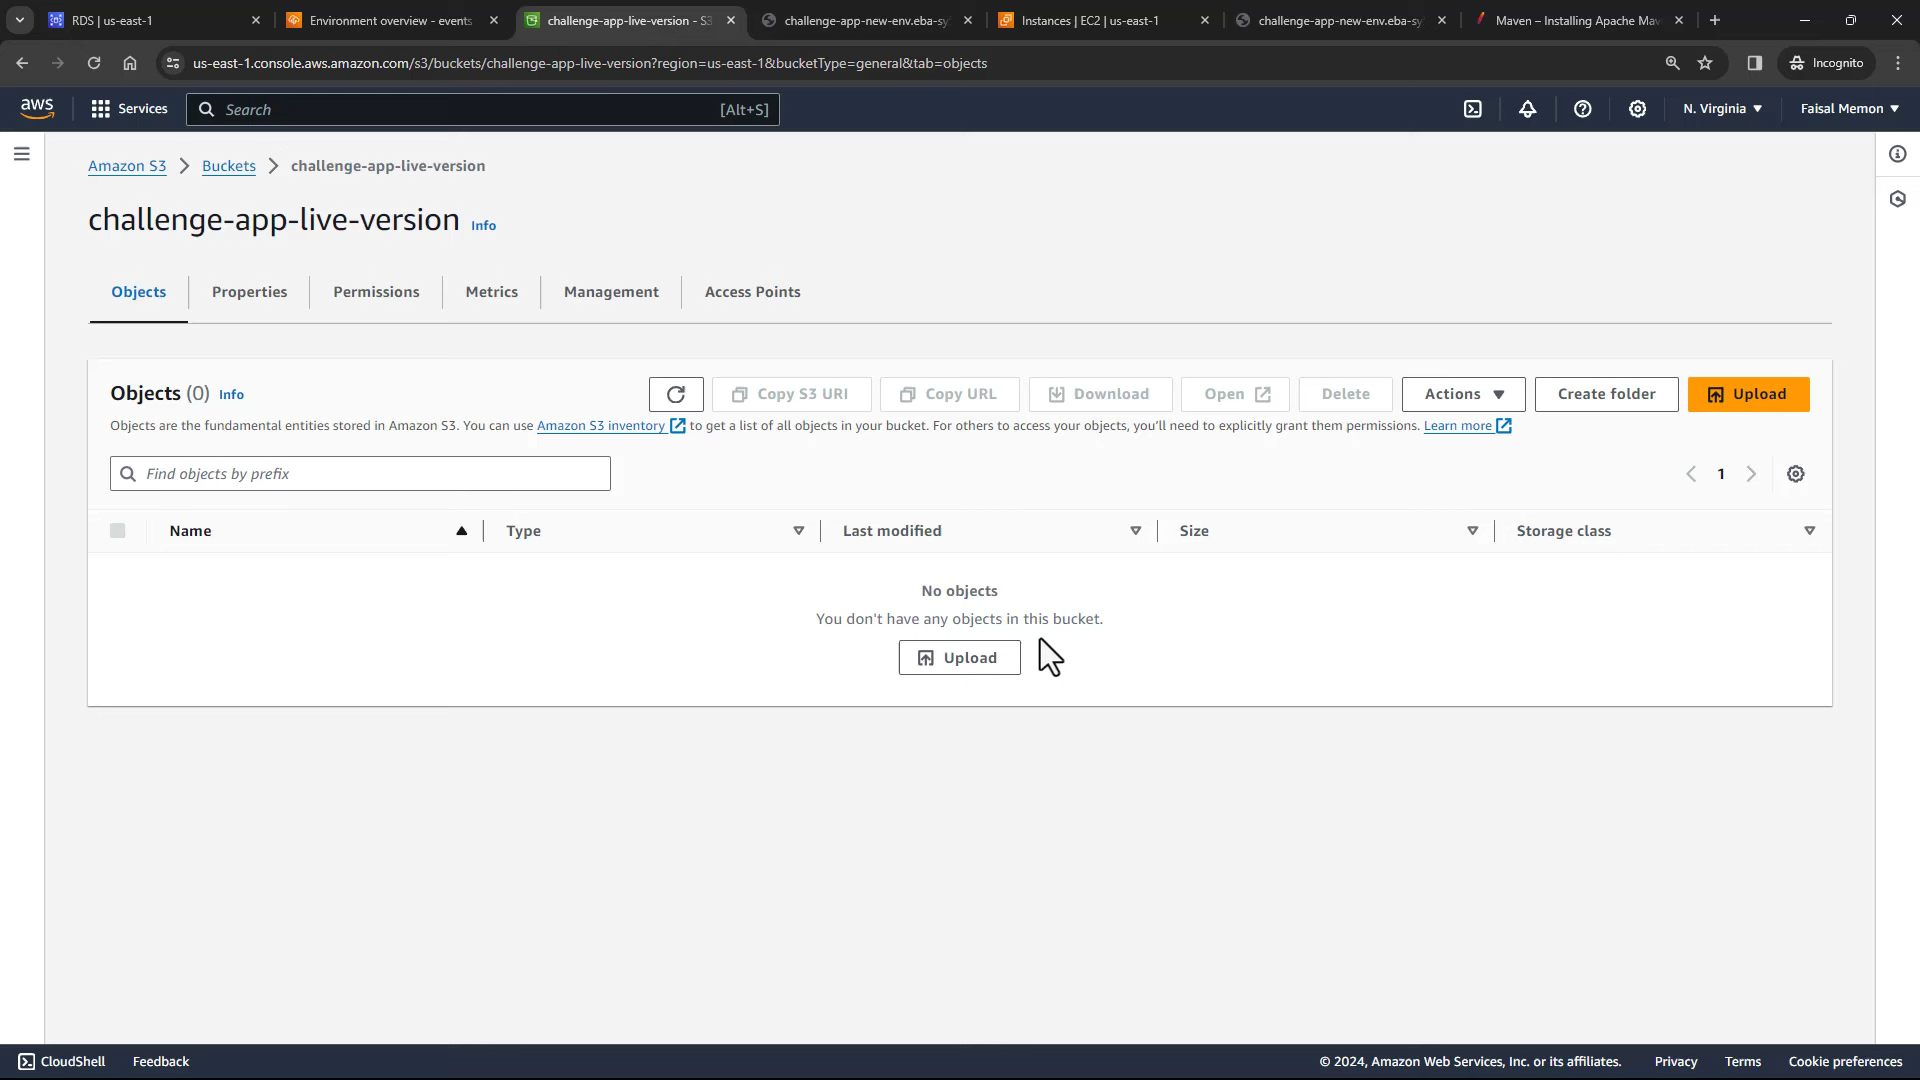 RDS | us-east-1
Environment overview - events
challenge-app-live-version - S3
challenge-app-new-env.eba-sy
Instances | EC2 | us-east-1
challenge-app-new-env.eba-sy
Maven – Installing Apache Mav
us-east-1.console.aws.amazon.com/s3/buckets/challenge-app-live-version?region=us-east-1&bucketType=general&tab=objects
Incognito
aws
Services
Search
[Alt+S]
N. Virginia
Faisal Memon
Amazon S3
Buckets
challenge-app-live-version
challenge-app-live-version Info
Objects
Properties
Permissions
Metrics
Management
Access Points
Objects (0) Info
Copy S3 URI
Copy URL
Download
Open
Delete
Actions
Create folder
Upload
Objects are the fundamental entities stored in Amazon S3. You can use Amazon S3 inventory to get a list of all objects in your bucket. For others to access your objects, you'll need to explicitly grant them permissions. Learn more
Find objects by prefix
1
Name
Type
Last modified
Size
Storage class
No objects
You don't have any objects in this bucket.
Upload
CloudShell
Feedback
© 2024, Amazon Web Services, Inc. or its affiliates.
Privacy
Terms
Cookie preferences